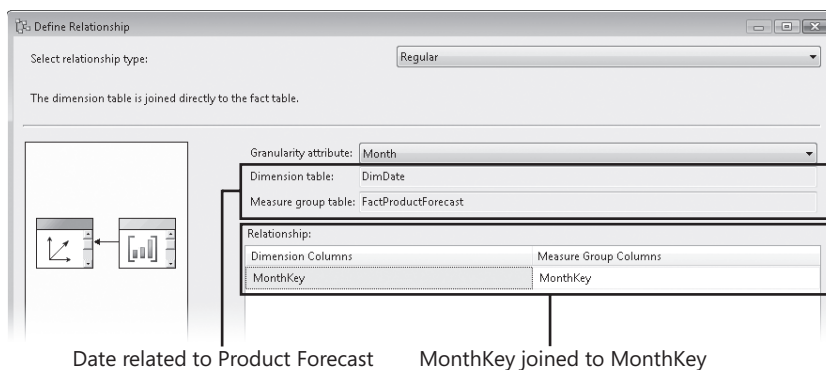 Define Relationship
Select relationship type: Regular
The dimension table is joined directly to the fact table.
Granularity attribute: Month
Dimension table: DimDate
Measure group table: FactProductForecast
Relationship:
Dimension Columns Measure Group Columns
MonthKey MonthKey
Date related to Product Forecast MonthKey joined to MonthKey